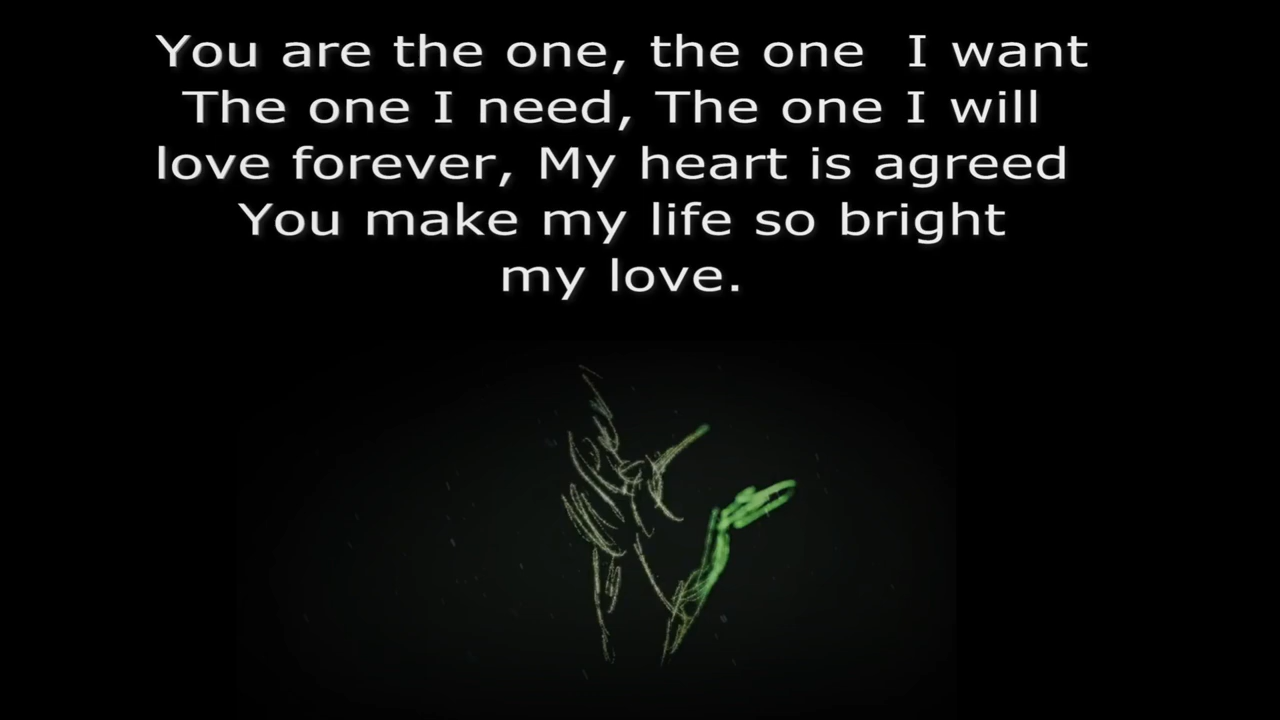 You are the one, the one  I want
The one I need, The one I will
love forever, My heart is agreed
You make my life so bright
my love.